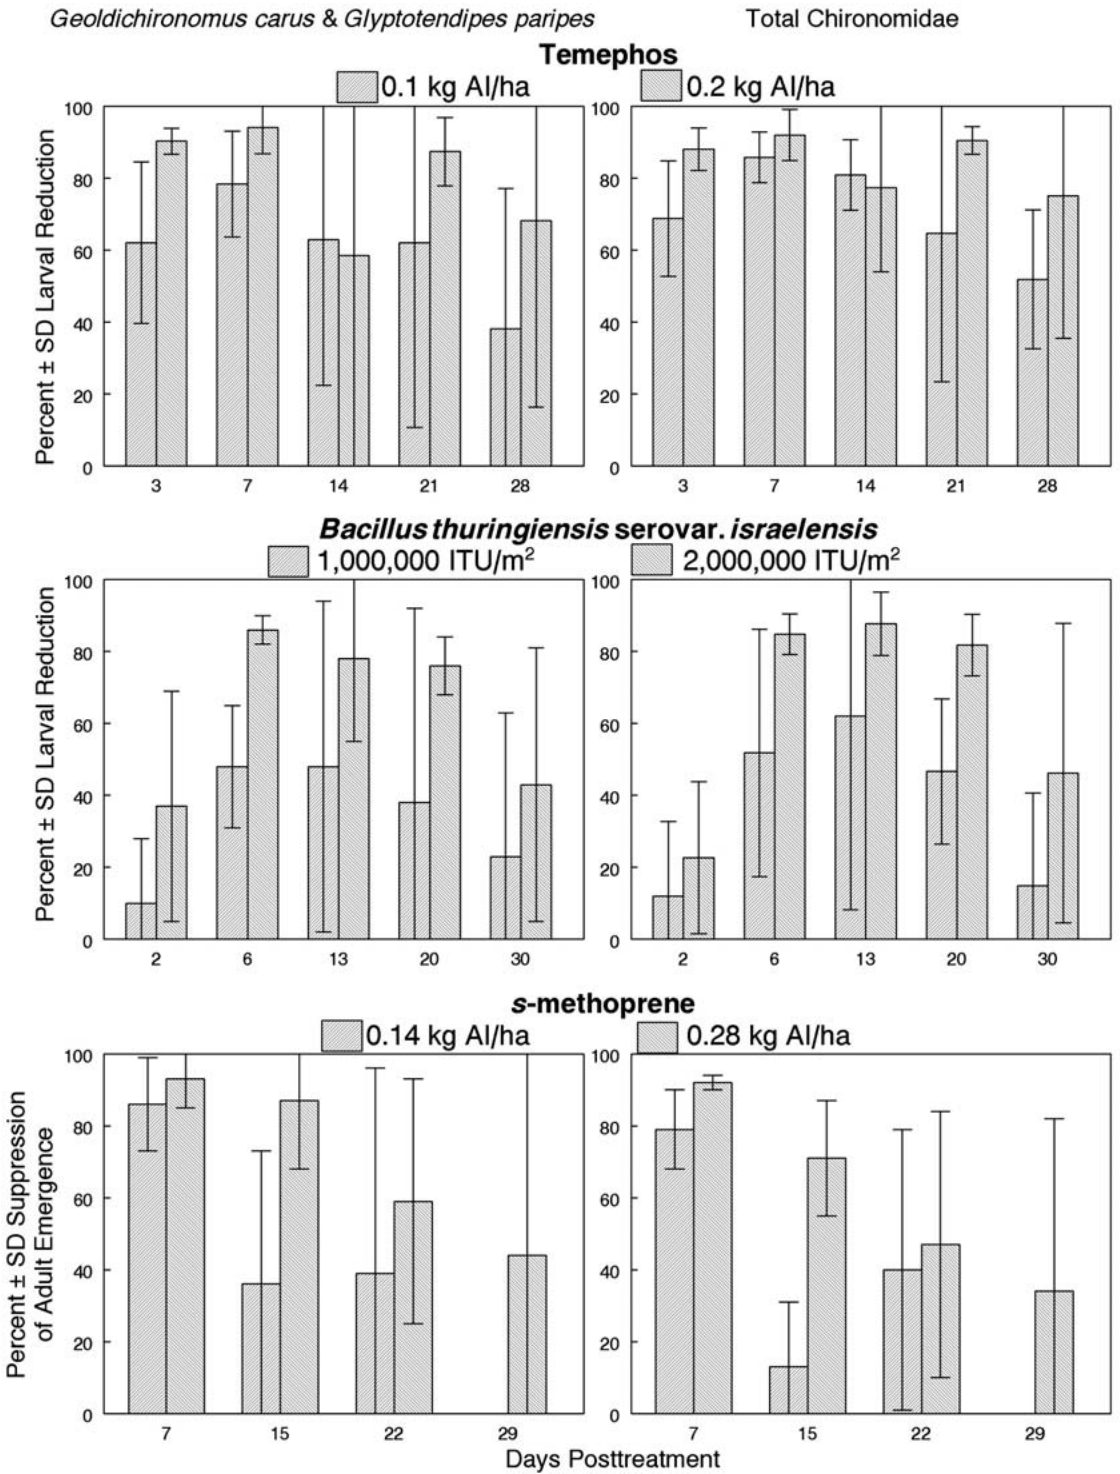 Geoldichironomus carus & Glyptotendipes paripes Total Chironomidae
Temephos
0.1 kg AI/ha 0.2 kg AI/ha
Percent ± SD Larval Reduction
100 100
80 80
60 60
40 40
20 20
0 0
3 7 14 21 28 3 7 14 21 28
Bacillus thuringiensis serovar. israelensis
1,000,000 ITU/m² 2,000,000 ITU/m²
Percent ± SD Larval Reduction
100 100
80 80
60 60
40 40
20 20
0 0
2 6 13 20 30 2 6 13 20 30
s-methoprene
0.14 kg AI/ha 0.28 kg AI/ha
Percent ± SD Suppression
of Adult Emergence
100 100
80 80
60 60
40 40
20 20
0 0
7 15 22 29 7 15 22 29
Days Posttreatment